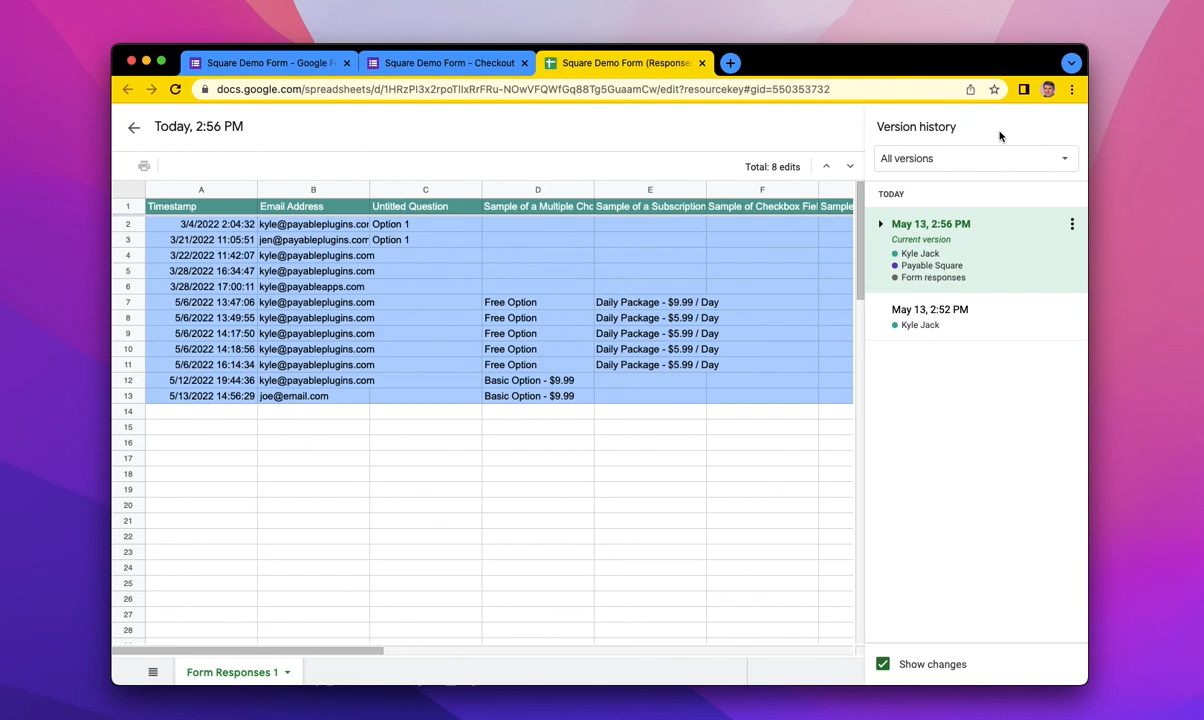 Square Demo Form - Google F
Square Demo Form - Checkout
Square Demo Form (Response
docs.google.com/spreadsheets/d/1HRzPI3x2rpoTIIxRrFRu-NOwVFQWfGq88Tg5GuaamCw/edit?resourcekey#gid=550353732
Today, 2:56 PM
Version history
All versions
Total: 8 edits
A B C D E F
1 Timestamp Email Address Untitled Question Sample of a Multiple Cho Sample of a Subscription Sample of Checkbox Fiel Sample
2 3/4/2022 2:04:32 kyle@payableplugins.cor Option 1
3 3/21/2022 11:05:51 jen@payableplugins.com Option 1
4 3/22/2022 11:42:07 kyle@payableplugins.com
5 3/28/2022 16:34:47 kyle@payableplugins.com
6 3/28/2022 17:00:11 kyle@payableapps.com
7 5/6/2022 13:47:06 kyle@payableplugins.com Free Option Daily Package - $9.99 / Day
8 5/6/2022 13:49:55 kyle@payableplugins.com Free Option Daily Package - $5.99 / Day
9 5/6/2022 14:17:50 kyle@payableplugins.com Free Option Daily Package - $5.99 / Day
10 5/6/2022 14:18:56 kyle@payableplugins.com Free Option Daily Package - $5.99 / Day
11 5/6/2022 16:14:34 kyle@payableplugins.com Free Option Daily Package - $5.99 / Day
12 5/12/2022 19:44:36 kyle@payableplugins.com Basic Option - $9.99
13 5/13/2022 14:56:29 joe@email.com Basic Option - $9.99
14
15
16
17
18
19
20
21
22
23
24
25
26
27
28
TODAY
May 13, 2:56 PM
Current version
Kyle Jack
Payable Square
Form responses
May 13, 2:52 PM
Kyle Jack
Form Responses 1
Show changes